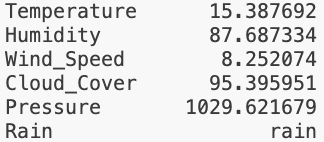 Temperature 15.387692
Humidity 87.687334
Wind_Speed 8.252074
Cloud_Cover 95.395951
Pressure 1029.621679
Rain rain